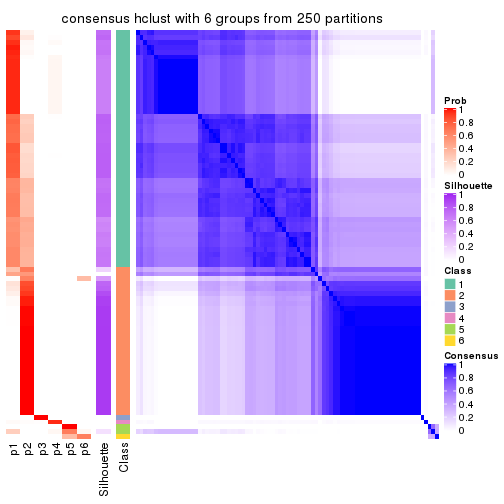 consensus hclust with 6 groups from 250 partitions
Prob
1
0.8
0.6
0.4
0.2
0
Silhouette
1
0.8
0.6
0.4
0.2
0
Class
1
2
3
4
5
6
Consensus
1
0.8
0.6
0.4
0.2
0
p1
p2
p3
p4
p5
p6
Silhouette
Class